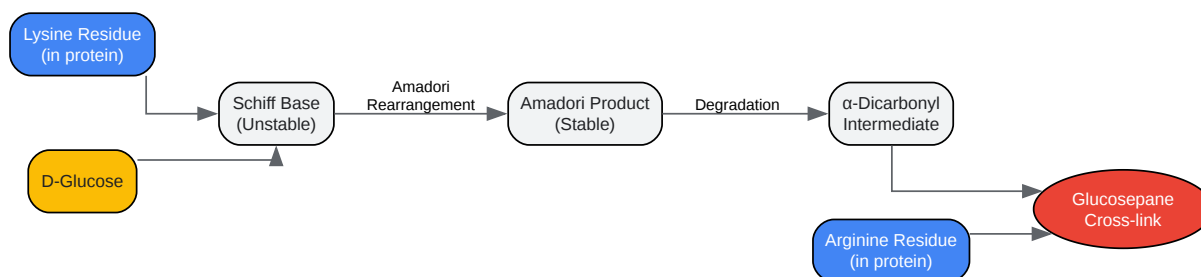 Lysine Residue
(in protein)
D-Glucose
Schiff Base
(Unstable)
Amadori
Rearrangement
Amadori Product
(Stable)
Degradation
α-Dicarbonyl
Intermediate
Arginine Residue
(in protein)
Glucosepane
Cross-link